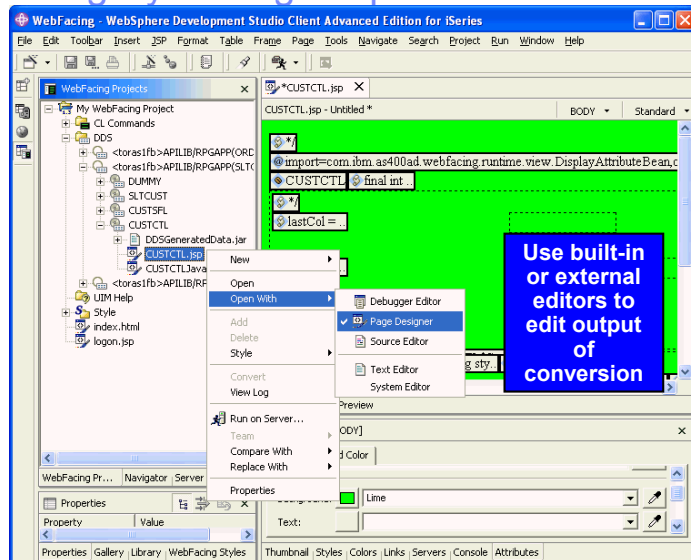 WebFacing - WebSphere Development Studio Client Advanced Edition for iSeries
File Edit Toolbar Insert JSP Format Table Frame Page Tools Navigate Search Project Run Window Help
WebFacing Projects
*CUSTCTL.jsp
CUSTCTL.jsp - Untitled *
BODY
Standard
My WebFacing Project
CL Commands
DDS
<toras1fb>APILIB/RPGAPP(ORD
<toras1fb>APILIB/RPGAPP(SLTC
DUMMY
SLTCUST
CUSTSFL
CUSTCTL
DDSGeneratedData.jar
CUSTCTL.jsp
CUSTCTLJava
<toras1fb>APILIB/RP
UIM Help
Style
index.html
logon.jsp
*/
import=com.ibm.as400ad.webfacing.runtime.view.DisplayAttributeBean,c
CUSTCTL
final int ..
*/
lastCol = ..
g sty..
Use built-in
or external
editors to
edit output
of
conversion
New
Open
Open With
Add
Delete
Style
Convert
View Log
Run on Server...
Team
Compare With
Replace With
Properties
Debugger Editor
Page Designer
Source Editor
Text Editor
System Editor
Preview
ODY]
d Color
Lime
Text:
WebFacing Pr...
Navigator
Server
Properties
Property
Value
Properties Gallery Library WebFacing Styles
Thumbnail Styles Colors Links Servers Console Attributes